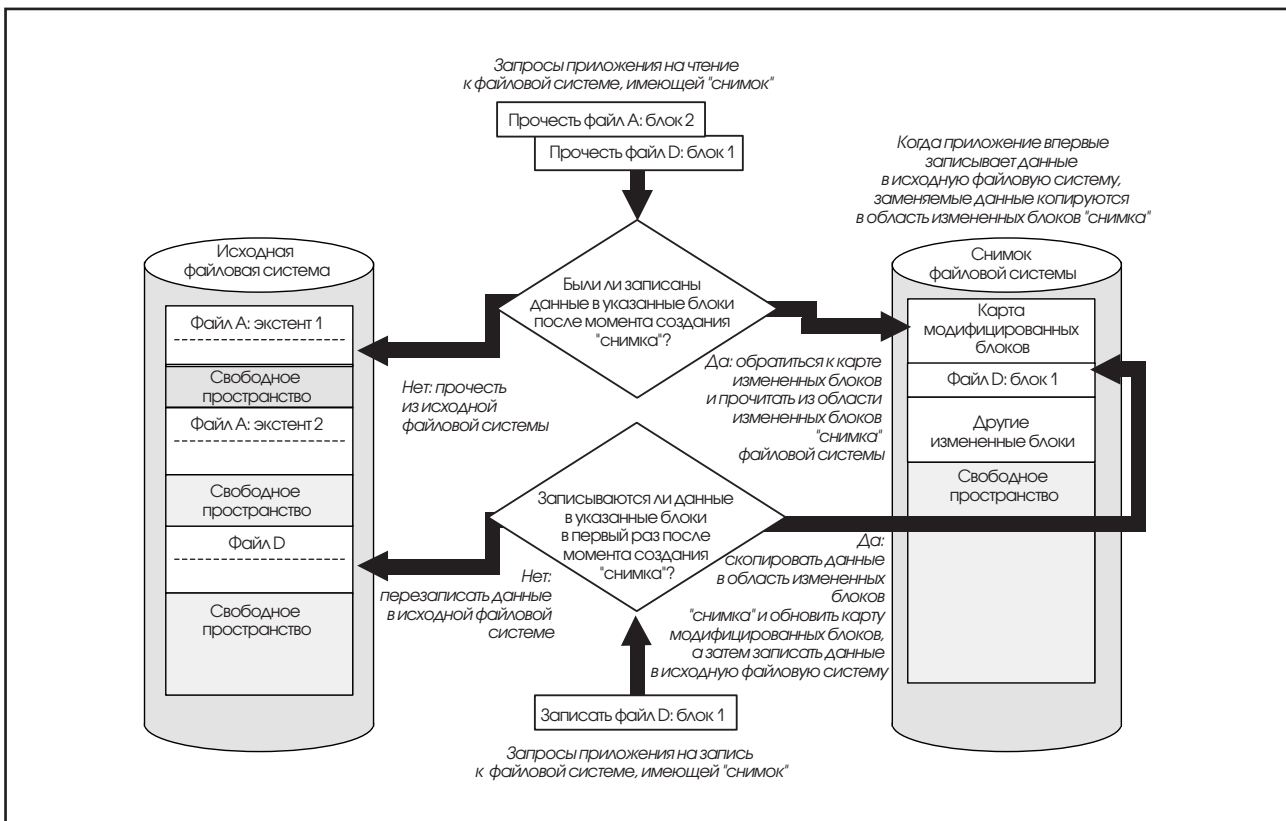 Запросы приложения на чтение
к файловой системе, имеющей "снимок"
Прочесть файл A: блок 2
Прочесть файл D: блок 1
Когда приложение впервые
записывает данные
в исходную файловую систему,
заменяемые данные копируются
в область измененных блоков "снимка"
Исходная
файловая система
Файл A: экстент 1
Свободное
пространство
Файл A: экстент 2
Свободное
пространство
Файл D
Свободное
пространство
Были ли записаны
данные в указанные блоки
после момента создания
"снимка"?
Нет: прочесть
из исходной
файловой системы
Да: обратиться к карте
измененных блоков
и прочитать из области
измененных блоков
"снимка"
файловой системы
Снимок
файловой системы
Карта
модифицированных
блоков
Файл D: блок 1
Другие
измененные блоки
Свободное
пространство
Записываются ли данные
в указанные блоки
в первый раз после
момента создания
"снимка"?
Нет:
перезаписать данные
в исходной файловой
системе
Да:
скопировать данные
в область измененных
блоков
"снимка" и обновить карту
модифицированных блоков,
а затем записать данные
в исходную файловую систему
Записать файл D: блок 1
Запросы приложения на запись
к файловой системе, имеющей "снимок"